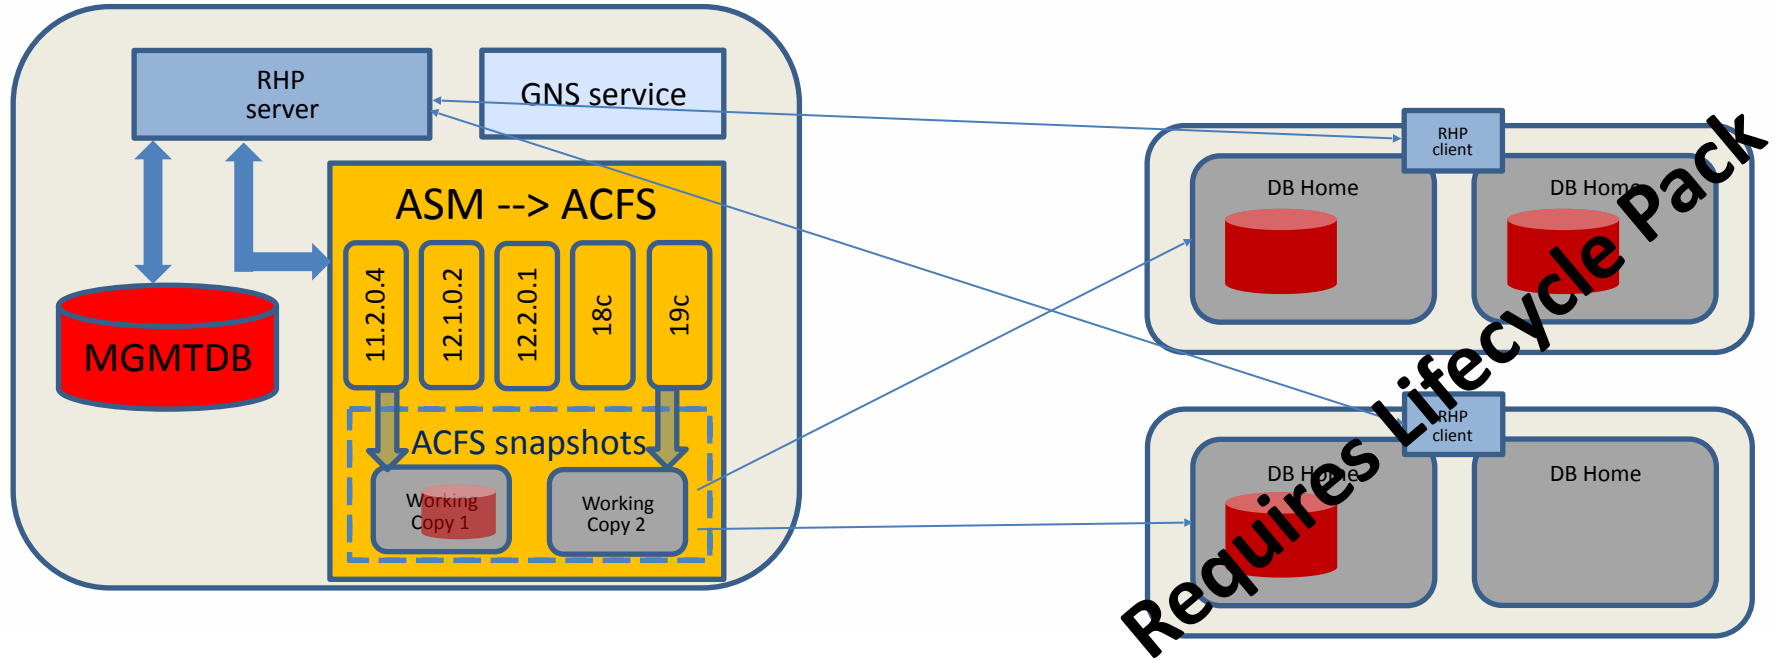 RHP
server
GNS service
ASM --> ACFS
11.2.0.4
12.1.0.2
12.2.0.1
18c
19c
MGMTDB
ACFS snapshots
Working
Copy 1
Working
Copy 2
RHP
client
DB Home
DB Home
RHP
client
DB Home
DB Home
Requires Lifecycle Pack